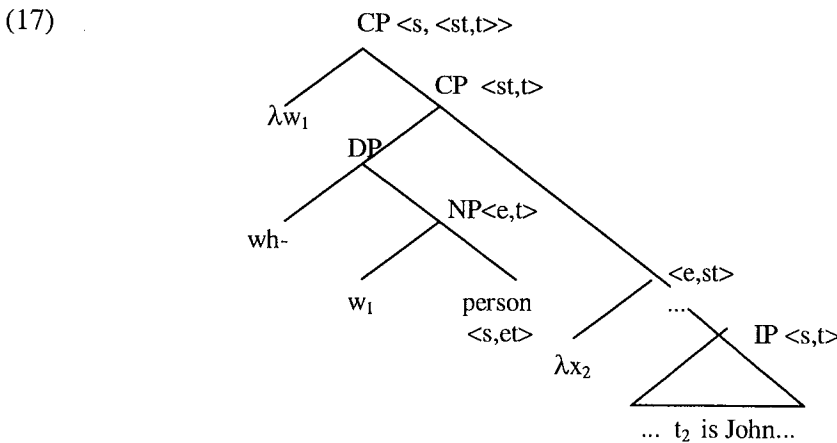 (17)
CP <s, <st,t>>
CP <st,t>
λw₁
DP
NP<e,t>
wh-
<e,st>
w₁
person
<s,et>
....
IP <s,t>
λx₂
... t₂ is John...